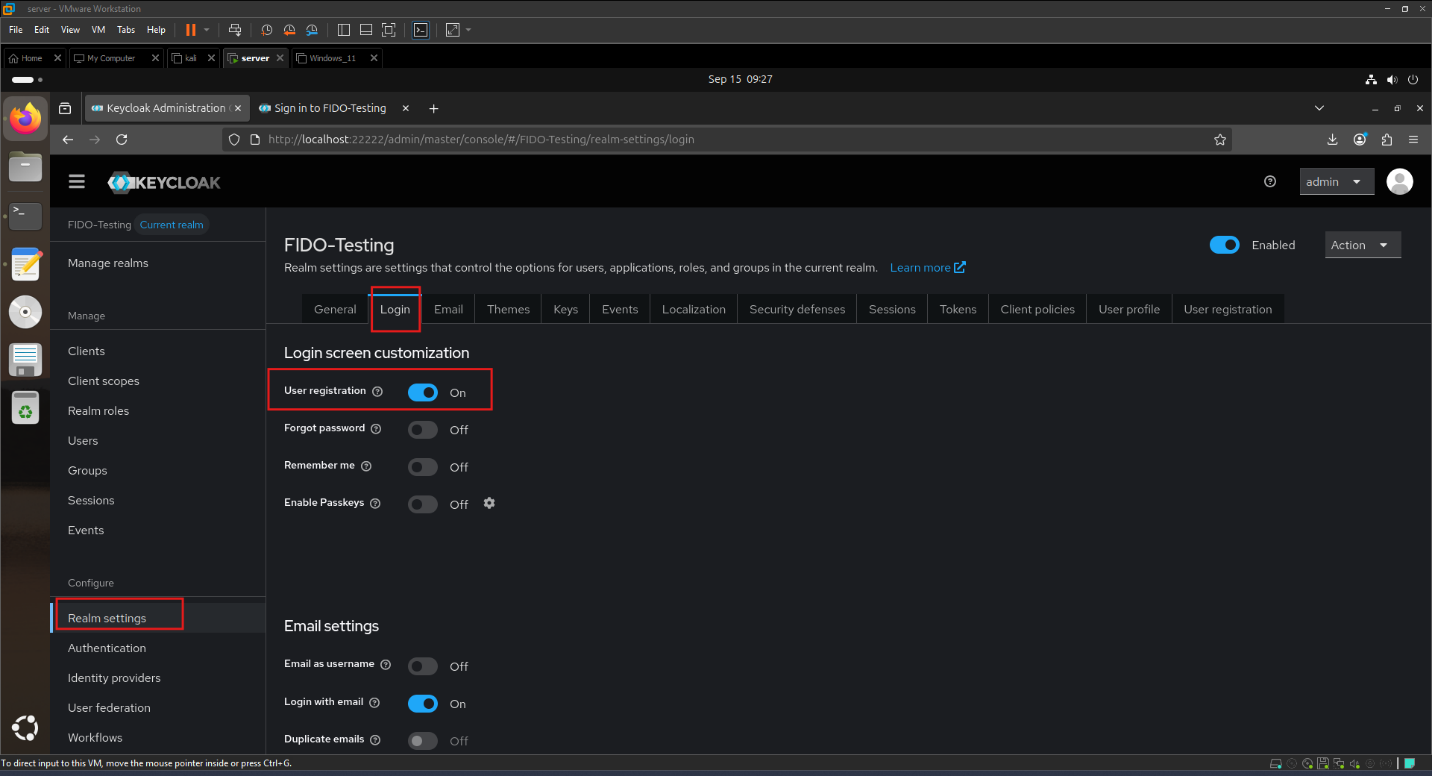 server - VMware Workstation
File Edit View VM Tabs Help
Home My Computer kali server Windows_11
Sep 15 09:27
Keycloak Administration Sign in to FIDO-Testing
http://localhost:22222/admin/master/console/#/FIDO-Testing/realm-settings/login
KEYCLOAK
admin
FIDO-Testing Current realm
Manage realms
Manage
Clients
Client scopes
Realm roles
Users
Groups
Sessions
Events
Configure
Realm settings
Authentication
Identity providers
User federation
Workflows
FIDO-Testing
Enabled
Action
Realm settings are settings that control the options for users, applications, roles, and groups in the current realm. Learn more
General Login Email Themes Keys Events Localization Security defenses Sessions Tokens Client policies User profile User registration
Login screen customization
User registration On
Forgot password Off
Remember me Off
Enable Passkeys Off
Email settings
Email as username Off
Login with email On
Duplicate emails Off
To direct input to this VM, move the mouse pointer inside or press Ctrl+G.